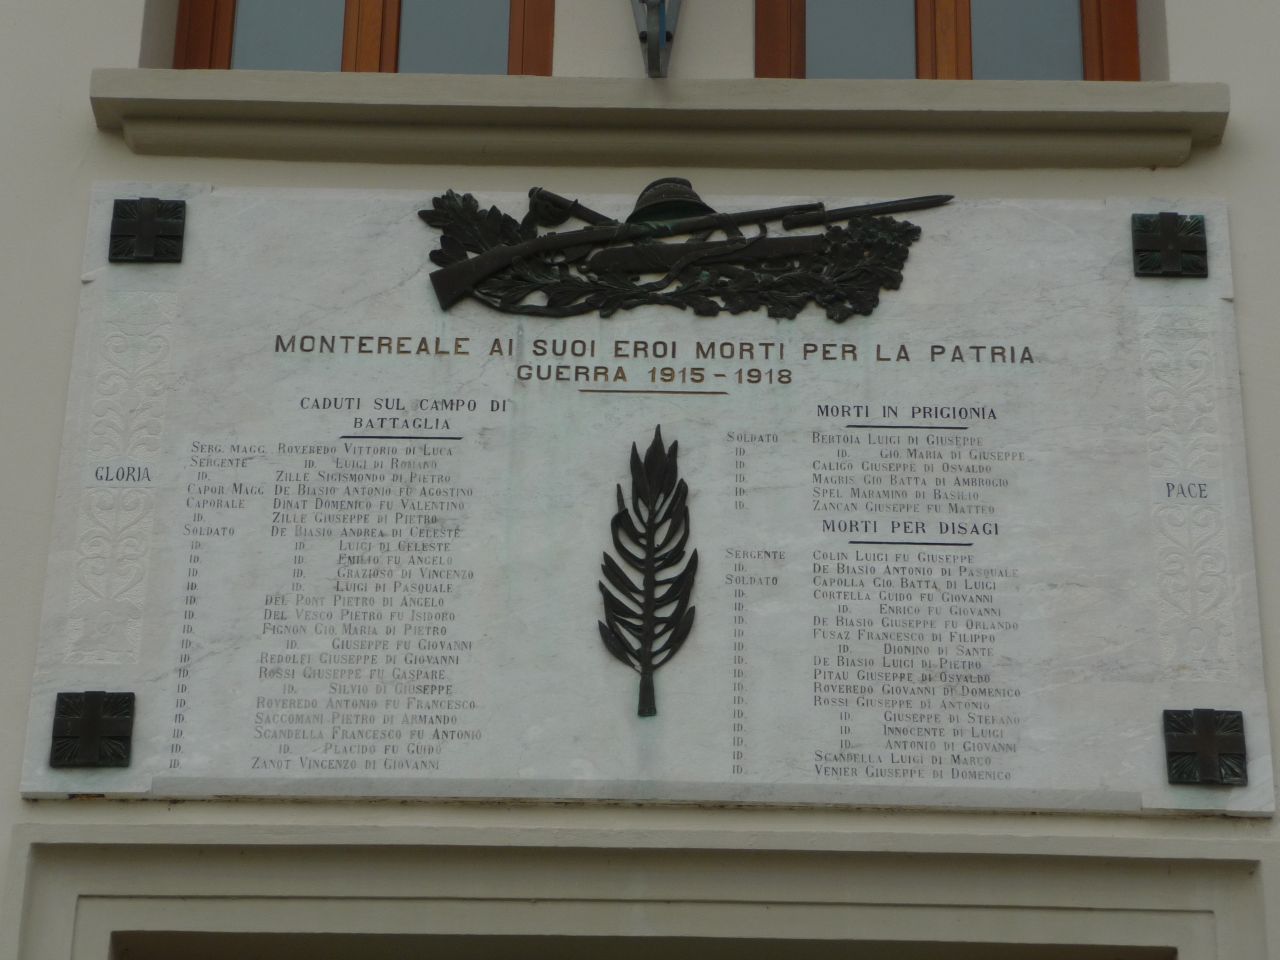 MONTEREALE AI SUOI EROI MORTI PER LA PATRIA
GUERRA 1915-1918
GLORIA
CADUTI SUL CAMPO DI
BATTAGLIA
SERG. MAGG. ROVEREDO VITTORIO DI LUCA
SERGENTE ID. LUIGI DI ROMANO
ID. ZILLE SIGISMONDO DI PIETRO
CAPOR. MAGG. DE BIASIO ANTONIO FU AGOSTINO
CAPORALE DINAT DOMENICO FU VALENTINO
ID. ZILLE GIUSEPPE DI PIETRO
SOLDATO DE BIASIO ANDREA DI CELESTE
ID. ID. LUIGI DI CELESTE
ID. ID. EMILIO FU ANGELO
ID. ID. GRAZIOSO FU VINCENZO
ID. ID. LUIGI DI PASQUALE
ID. DEL PONT PIETRO DI ANGELO
ID. DEL VESCO PIETRO FU ISIDORO
ID. FIGNON GIO. MARIA DI PIETRO
ID. ID. GIUSEPPE FU GIOVANNI
ID. REDOLFI GIUSEPPE DI GIOVANNI
ID. ROSSI GIUSEPPE FU GASPARE
ID. ID. SILVIO DI GIUSEPPE
ID. ROVEREDO ANTONIO FU FRANCESCO
ID. SACCOMANI PIETRO DI ARMANDO
ID. SCANDELLA FRANCESCO FU ANTONIO
ID. ID. PLACIDO FU GUIDO
ID. ZANOT VINCENZO DI GIOVANNI
MORTI IN PRIGIONIA
SOLDATO BERTOIA LUIGI DI GIUSEPPE
ID. ID. GIO. MARIA DI GIUSEPPE
ID. CALIGO GIUSEPPE DI OSVALDO
ID. MAGRIS GIO BATTA DI AMBROGIO
ID. SPEL MARAMINO DI BASILIO
ID. ZANCAN GIUSEPPE FU MATTEO
MORTI PER DISAGI
SERGENTE COLIN LUIGI FU GIUSEPPE
ID. DE BIASIO ANTONIO DI PASQUALE
SOLDATO CAPOLLA GIO. BATTA DI LUIGI
ID. CORTELLA GUIDO FU GIOVANNI
ID. ID. ENRICO FU GIOVANNI
ID. DE BIASIO GIUSEPPE FU ORLANDO
ID. FUSAZ FRANCESCO DI FILIPPO
ID. ID. DIONINO DI SANTE
ID. DE BIASIO LUIGI DI PIETRO
ID. PITAU GIUSEPPE DI OSVALDO
ID. ROVEREDO GIOVANNI DI DOMENICO
ID. ROSSI GIUSEPPE DI ANTONIO
ID. ID. GIUSEPPE DI STEFANO
ID. ID. INNOCENTE DI LUIGI
ID. ID. ANTONIO DI GIOVANNI
ID. SCANDELLA LUIGI DI MARCO
ID. VENIER GIUSEPPE DI DOMENICO
PACE